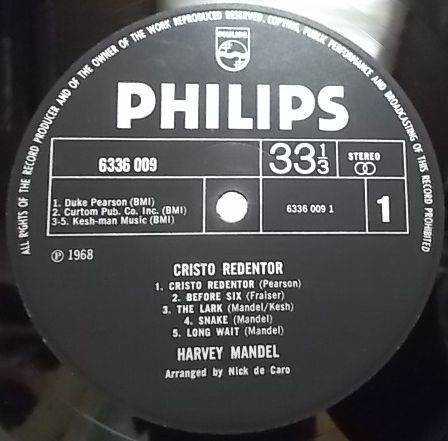 ALL RIGHTS OF THE RECORD PRODUCER AND OF THE OWNER OF THE WORK REPRODUCED RESERVED. COPYING, PUBLIC PERFORMANCE AND BROADCASTING OF THIS RECORD PROHIBITED
PHILIPS
PHILIPS
6336 009
33 1/3
STEREO
1. Duke Pearson (BMI)
2. Curtom Pub. Co. Inc. (BMI)
3-5. Kesh-man Music (BMI)
6336 009 1
1
℗ 1968
CRISTO REDENTOR
1. CRISTO REDENTOR (Pearson)
2. BEFORE SIX (Fraiser)
3. THE LARK (Mandel/Kesh)
4. SNAKE (Mandel)
5. LONG WAIT (Mandel)
HARVEY MANDEL
Arranged by Nick de Caro